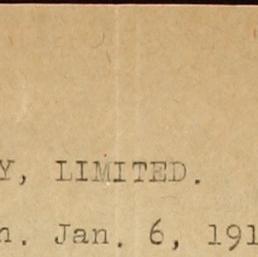 Y, LIMITED.
n. Jan. 6, 191